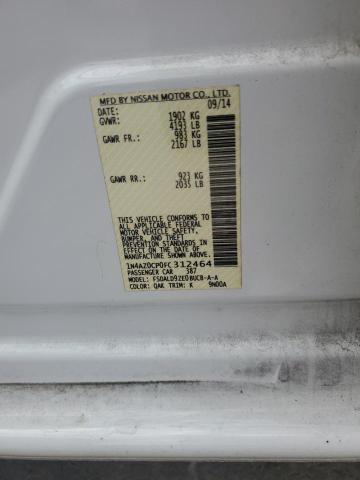 MFD BY NISSAN MOTOR CO., LTD.
DATE: 09/14
GVWR: 1902 KG
4193 LB
GAWR FR.: 983 KG
2167 LB
GAWR RR.: 923 KG
2035 LB
THIS VEHICLE CONFORMS TO
ALL APPLICABLE FEDERAL
MOTOR VEHICLE SAFETY,
BUMPER, AND THEFT
PREVENTION STANDARDS
IN EFFECT ON THE DATE OF
MANUFACTURE SHOWN ABOVE.
1N4AZ0CP0FC312464
PASSENGER CAR 387
MODEL: FSOALD9ZE0BUCB-A-A
COLOR: QAK TRIM: K 9N00A